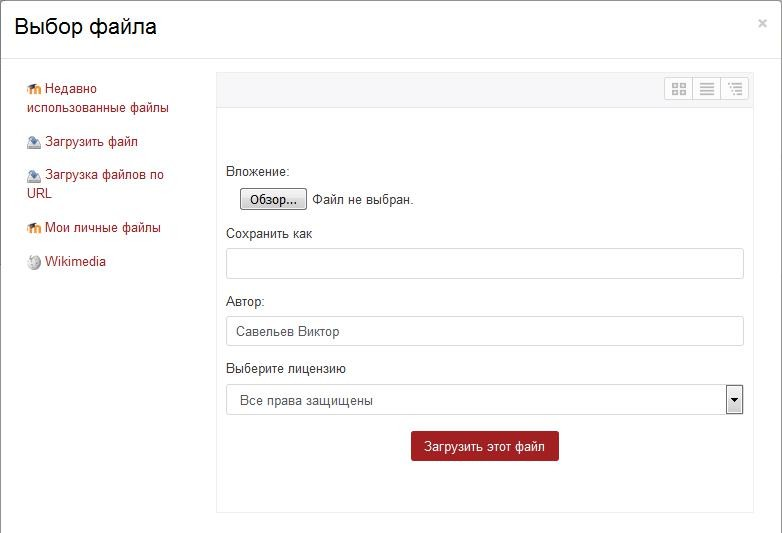 Выбор файла
×
Недавно
использованные файлы
Загрузить файл
Загрузка файлов по
URL
Мои личные файлы
Wikimedia
Вложение:
Обзор... Файл не выбран.
Сохранить как
Автор:
Савельев Виктор
Выберите лицензию
Все права защищены
Загрузить этот файл